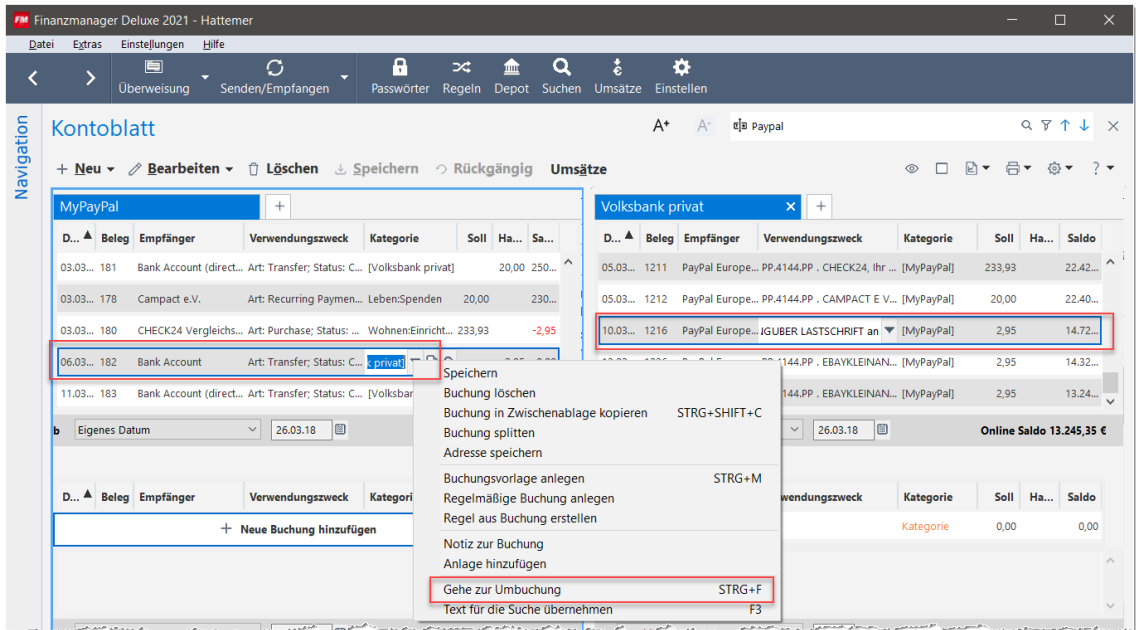 FM Finanzmanager Deluxe 2021 - Hattemer
Datei Extras Einstellungen Hilfe
Überweisung Senden/Empfangen Passwörter Regeln Depot Suchen Umsätze Einstellen
Navigation
Kontoblatt A+ A- Paypal
+ Neu Bearbeiten Löschen Speichern Rückgängig Umsätze ?
MyPayPal +
D... Beleg Empfänger Verwendungszweck Kategorie Soll Ha... Sa...
03.03... 181 Bank Account (direct... Art: Transfer; Status: C... [Volksbank privat] 20,00 250...
03.03... 178 Campact e.V. Art: Recurring Paymen... Leben:Spenden 20,00 230...
03.03... 180 CHECK24 Vergleichs... Art: Purchase; Status: ... Wohnen:Einricht... 233,93 -2,95
06.03... 182 Bank Account Art: Transfer; Status: C... k privat]
11.03... 183 Bank Account (direct... Art: Transfer; Status: C... [Volksbar
b Eigenes Datum 26.03.18
D... Beleg Empfänger Verwendungszweck Kategori
+ Neue Buchung hinzufügen
Volksbank privat × +
D... Beleg Empfänger Verwendungszweck Kategorie Soll Ha... Saldo
05.03... 1211 PayPal Europe... PP.4144.PP . CHECK24, Ihr ... [MyPayPal] 233,93 22.42...
05.03... 1212 PayPal Europe... PP.4144.PP . CAMPACT E V... [MyPayPal] 20,00 22.40...
10.03... 1216 PayPal Europe... IGUBER LASTSCHRIFT an [MyPayPal] 2,95 14.72...
144.PP . EBAYKLEINAN... [MyPayPal] 2,95 14.32...
144.PP . EBAYKLEINAN... [MyPayPal] 2,95 13.24...
26.03.18 Online Saldo 13.245,35 €
wendungszweck Kategorie Soll Ha... Saldo
Kategorie 0,00 0,00
Speichern
Buchung löschen
Buchung in Zwischenablage kopieren STRG+SHIFT+C
Buchung splitten
Adresse speichern
Buchungsvorlage anlegen STRG+M
Regelmäßige Buchung anlegen
Regel aus Buchung erstellen
Notiz zur Buchung
Anlage hinzufügen
Gehe zur Umbuchung STRG+F
Text für die Suche übernehmen F3